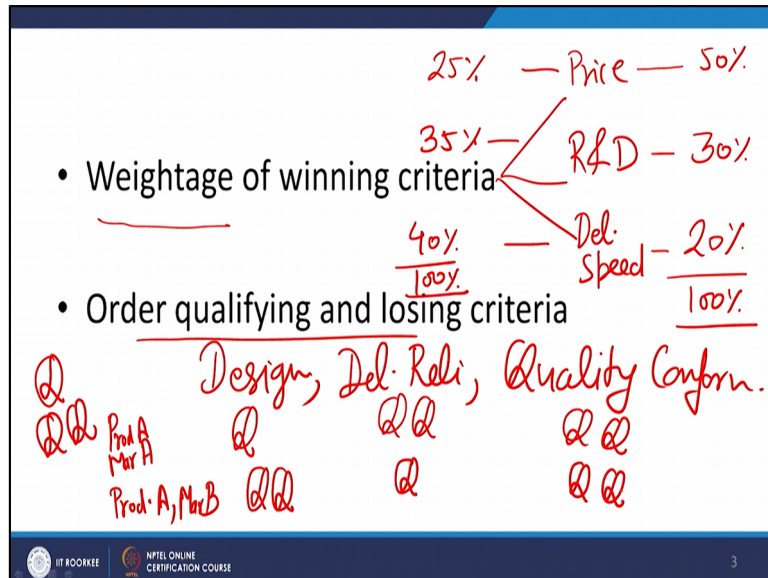 25% — Price — 50%
35% — R&D — 30%
• Weightage of winning criteria
40% — Del. Speed — 20%
100% 100%
• Order qualifying and losing criteria
Q Design, Del. Reli, Quality Conform.
QQ Prod A Mar A Q QQ QQ
Prod. A, Mar B QQ Q QQ
IIT ROORKEE NPTEL ONLINE CERTIFICATION COURSE 3